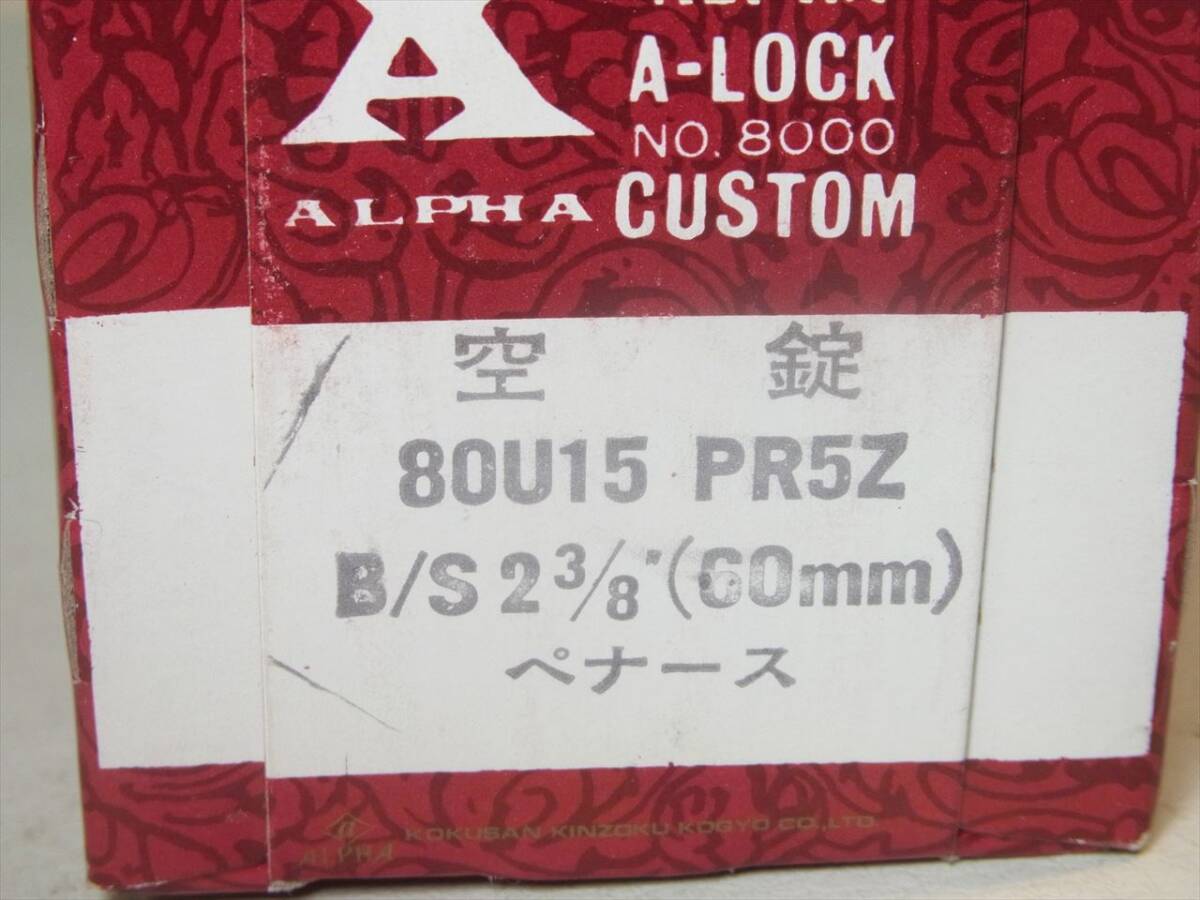 A-LOCK
NO. 8000
ALPHA CUSTOM
空 錠
80U15 PR5Z
B/S 2 3/8" (60mm)
ペナース
ALPHA KOKUSAN KINZOKU KOGYO CO.,LTD.